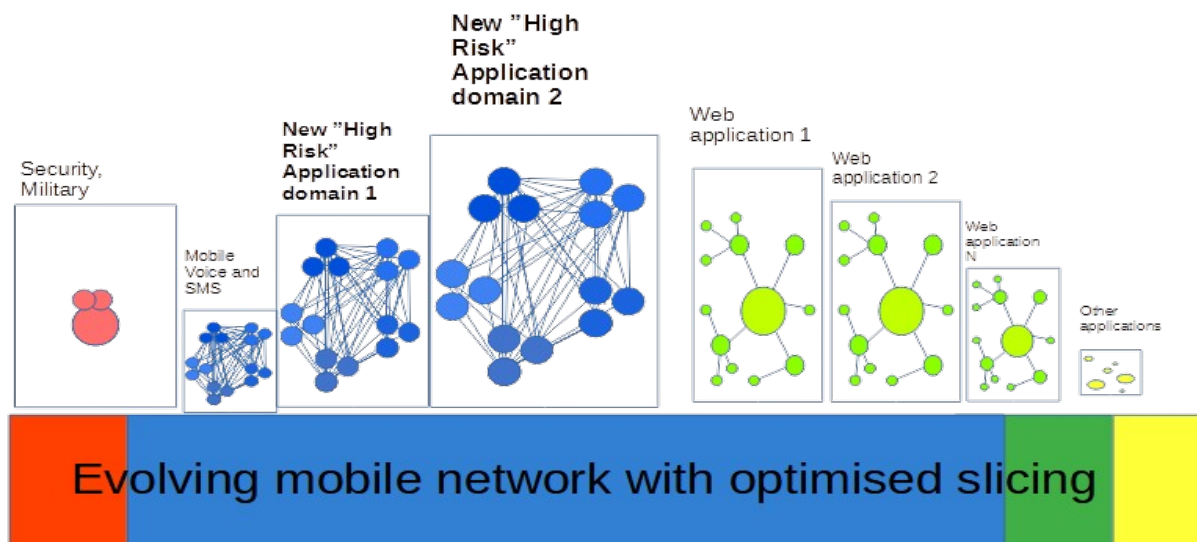 Security,
Military
Mobile
Voice and
SMS
New ”High
Risk”
Application
domain 1
New ”High
Risk”
Application
domain 2
Web
application 1
Web
application 2
Web
application
N
Other
applications
Evolving mobile network with optimised slicing